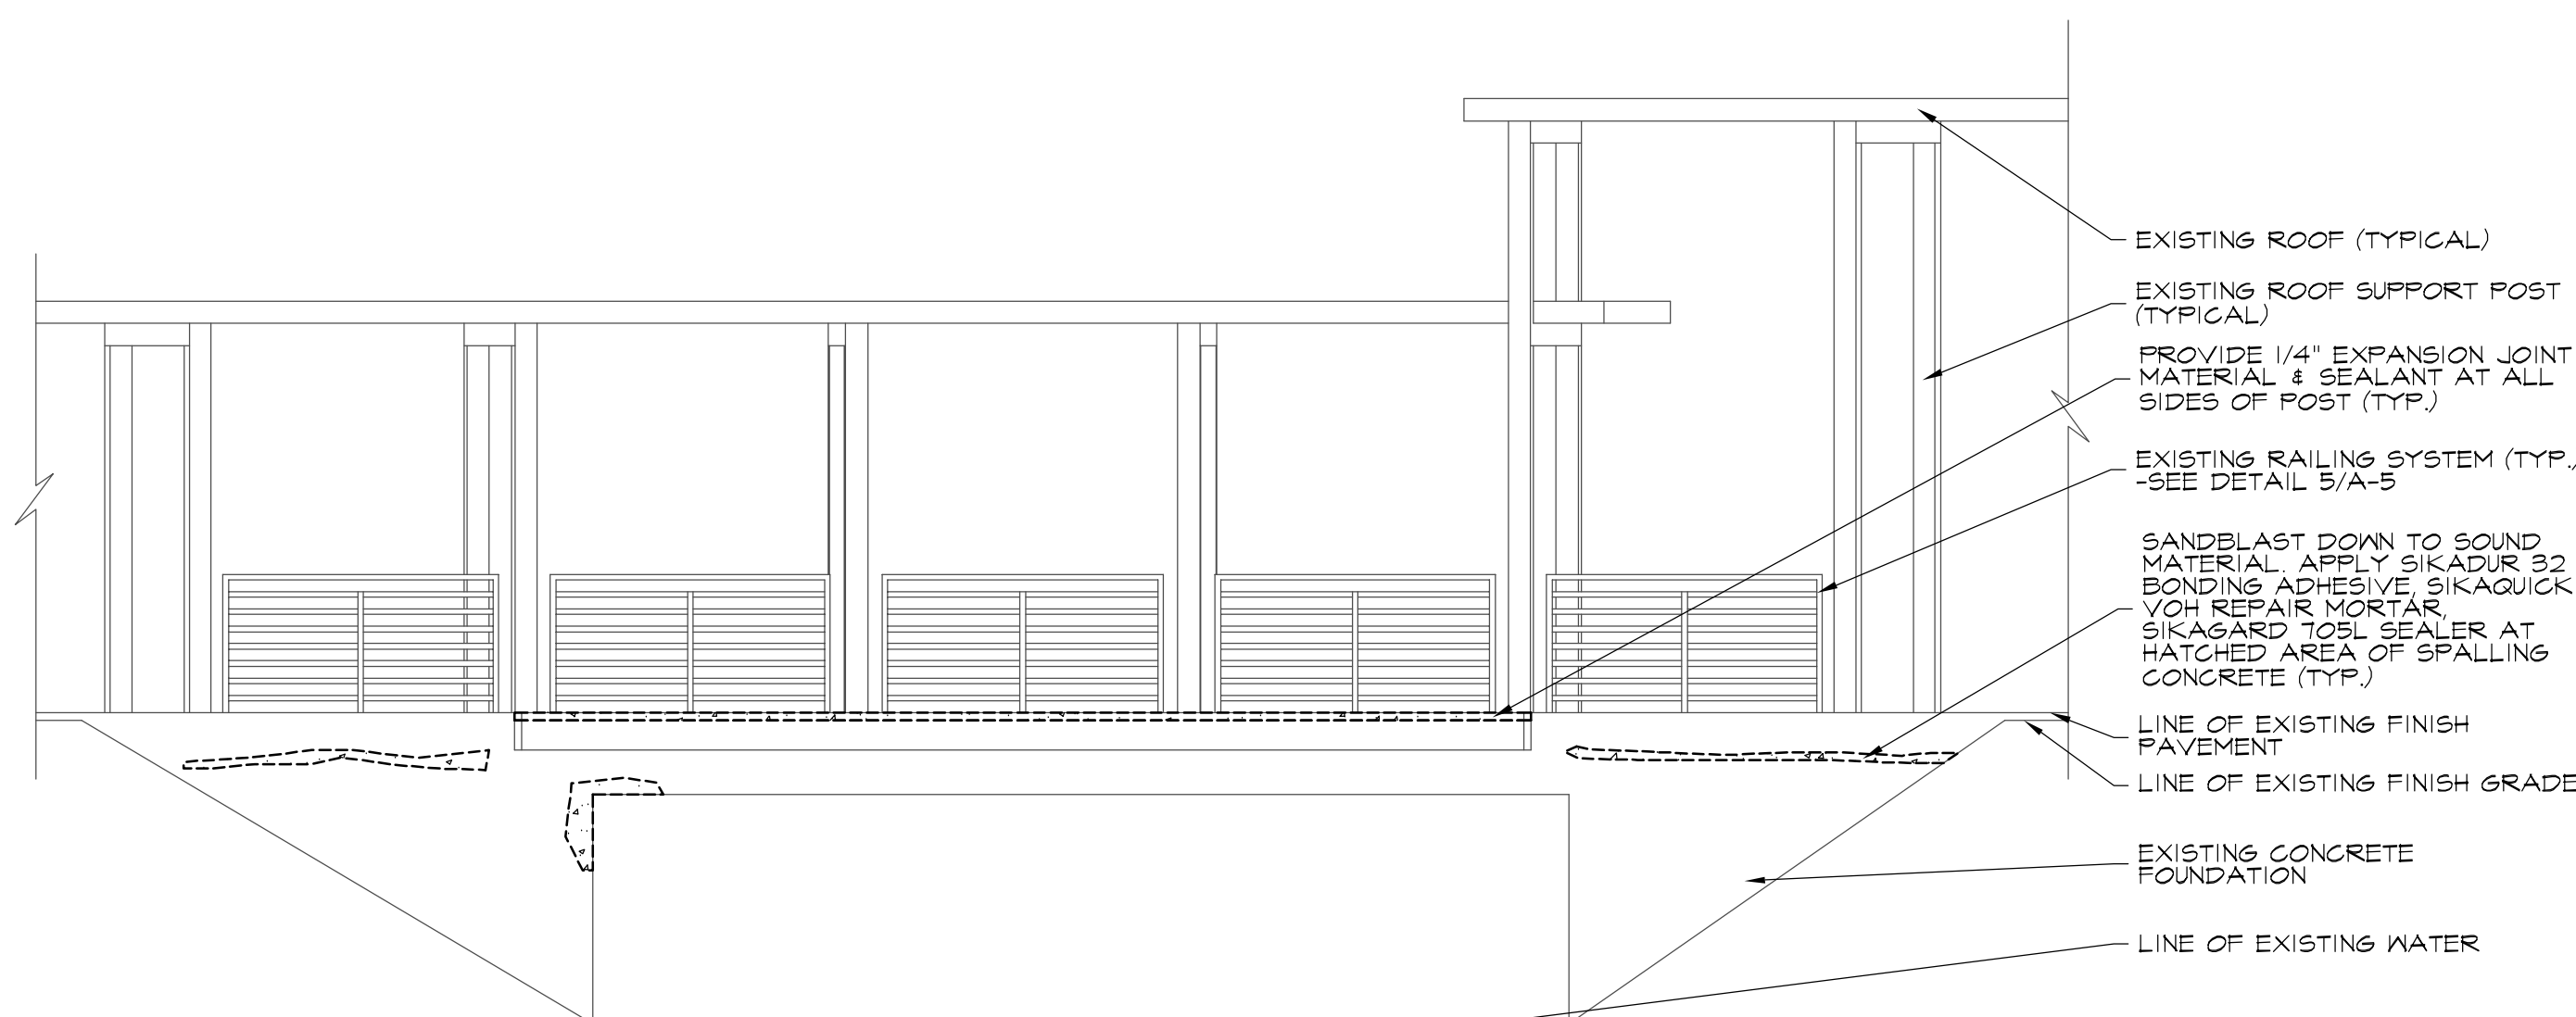 EXISTING ROOF (TYPICAL)
EXISTING ROOF SUPPORT POST
(TYPICAL)
PROVIDE 1/4" EXPANSION JOINT
MATERIAL & SEALANT AT ALL
SIDES OF POST (TYP.)
EXISTING RAILING SYSTEM (TYP.)
-SEE DETAIL 5/A-5
SANDBLAST DOWN TO SOUND
MATERIAL. APPLY SIKADUR 32
BONDING ADHESIVE, SIKAQUICK
VOH REPAIR MORTAR,
SIKAGARD 705L SEALER AT
HATCHED AREA OF SPALLING
CONCRETE (TYP.)
LINE OF EXISTING FINISH
PAVEMENT
LINE OF EXISTING FINISH GRADE
EXISTING CONCRETE
FOUNDATION
LINE OF EXISTING WATER